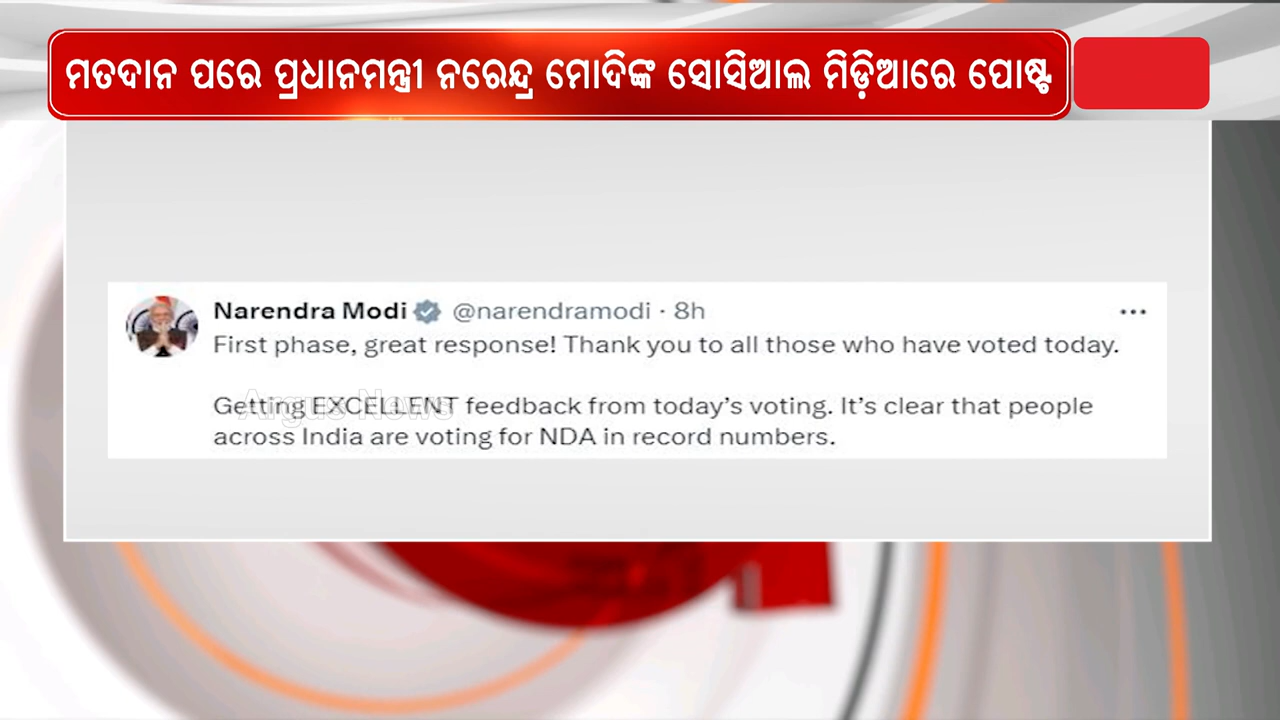 ମତଦାନ ପରେ ପ୍ରଧାନମନ୍ତ୍ରୀ ନରେନ୍ଦ୍ର ମୋଦିଙ୍କ ସୋସିଆଲ ମିଡ଼ିଆରେ ପୋଷ୍ଟ
Narendra Modi @narendramodi · 8h
First phase, great response! Thank you to all those who have voted today.
Getting EXCELLENT feedback from today's voting. It's clear that people
across India are voting for NDA in record numbers.
Argus News